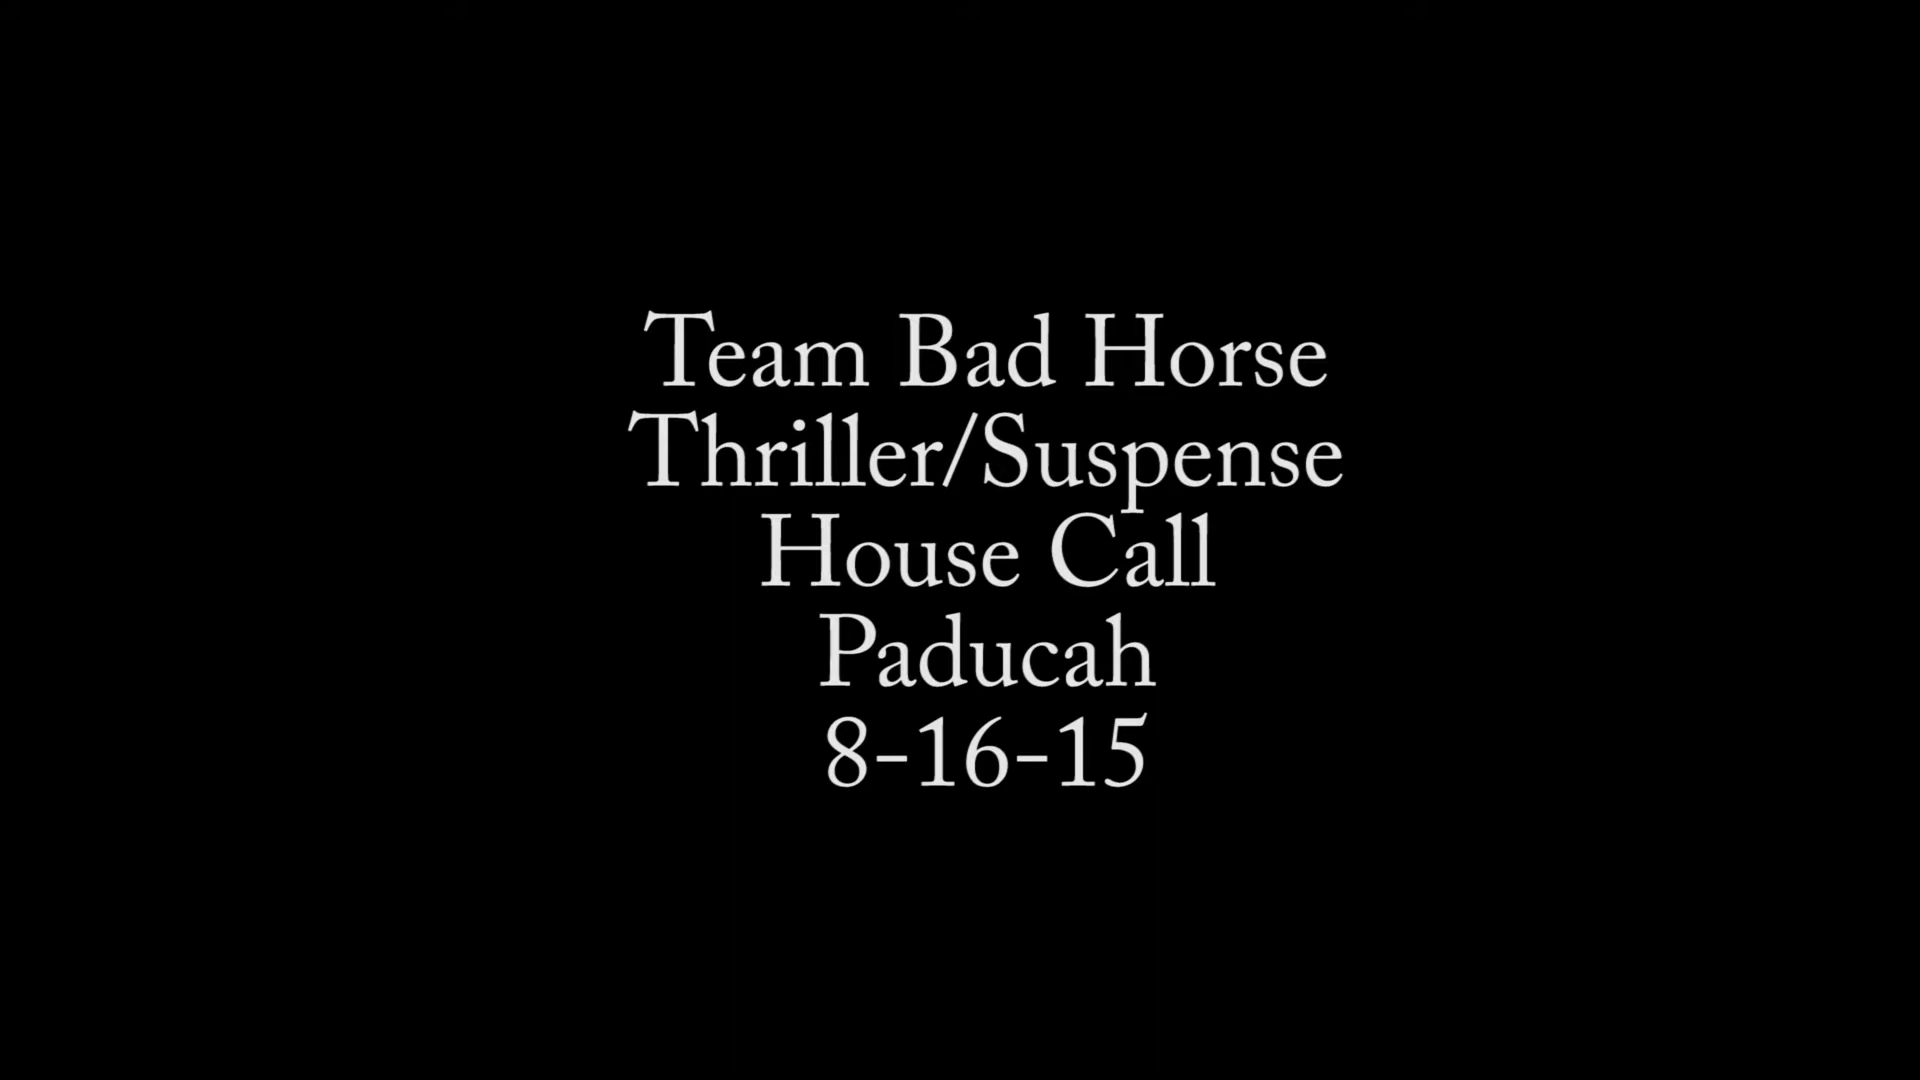 Team Bad Horse
Thriller/Suspense
House Call
Paducah
8-16-15